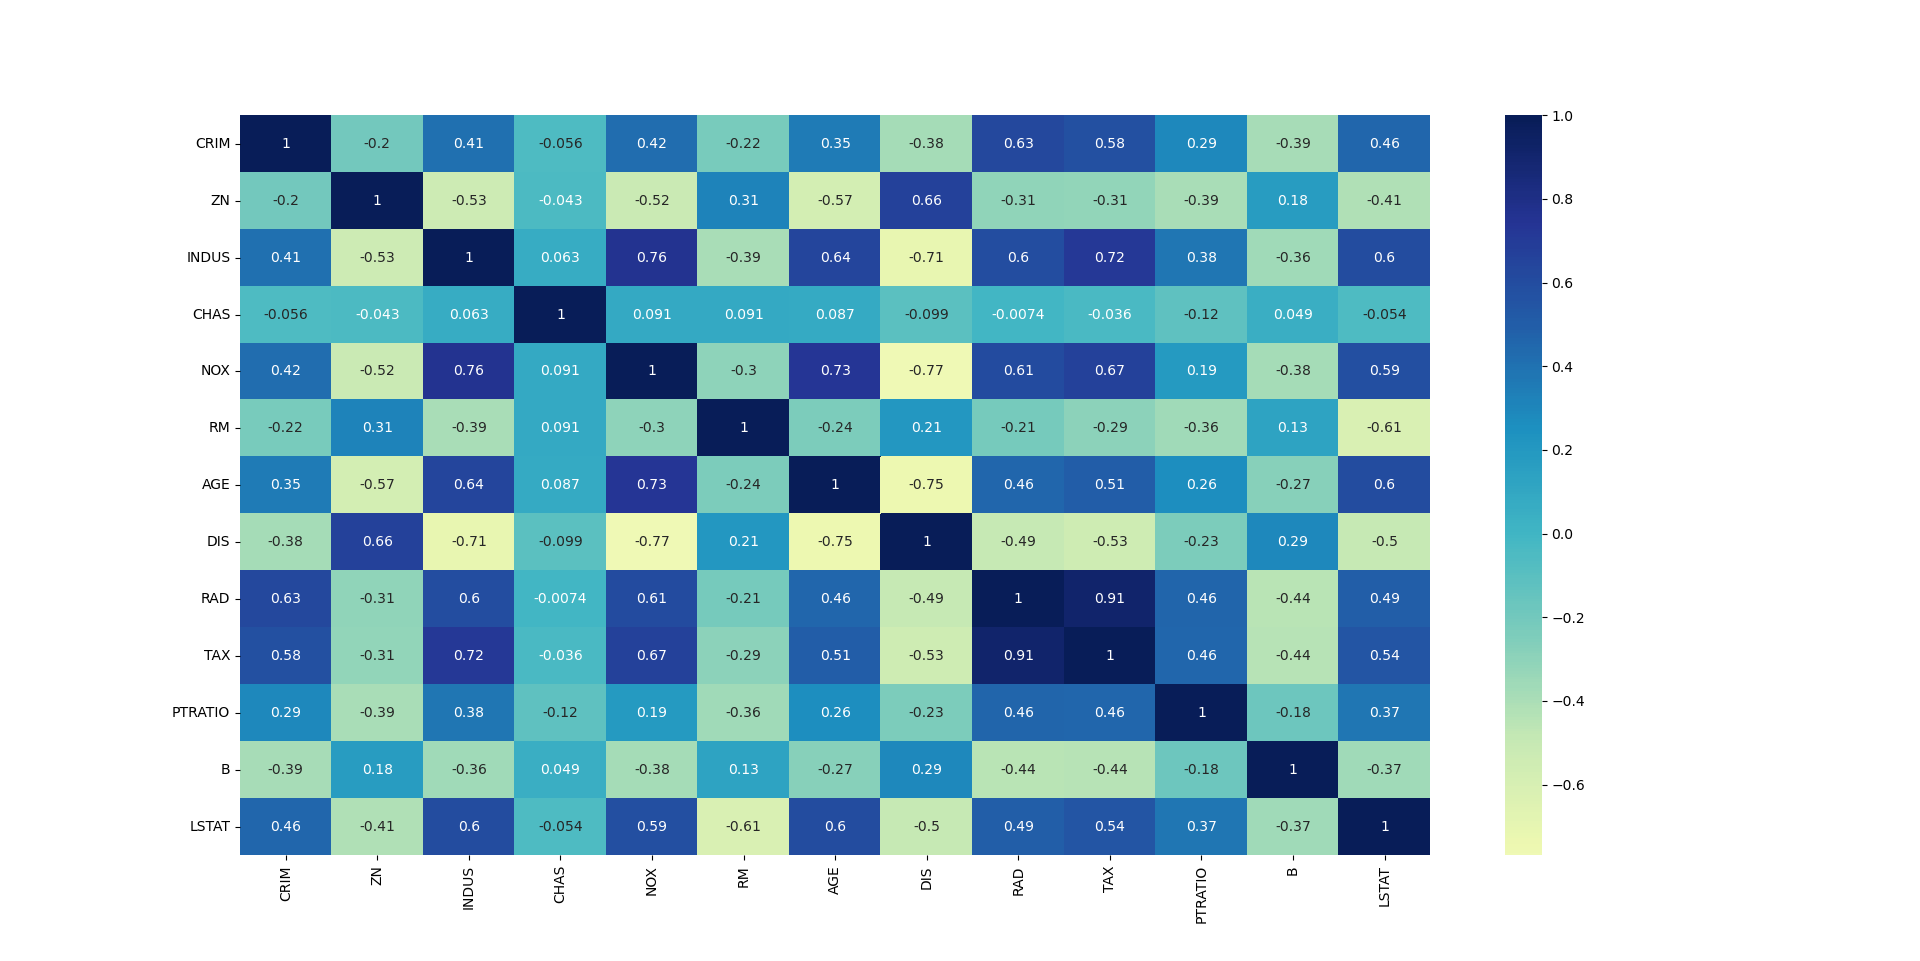 CRIM 1 -0.2 0.41 -0.056 0.42 -0.22 0.35 -0.38 0.63 0.58 0.29 -0.39 0.46
ZN -0.2 1 -0.53 -0.043 -0.52 0.31 -0.57 0.66 -0.31 -0.31 -0.39 0.18 -0.41
INDUS 0.41 -0.53 1 0.063 0.76 -0.39 0.64 -0.71 0.6 0.72 0.38 -0.36 0.6
CHAS -0.056 -0.043 0.063 1 0.091 0.091 0.087 -0.099 -0.0074 -0.036 -0.12 0.049 -0.054
NOX 0.42 -0.52 0.76 0.091 1 -0.3 0.73 -0.77 0.61 0.67 0.19 -0.38 0.59
RM -0.22 0.31 -0.39 0.091 -0.3 1 -0.24 0.21 -0.21 -0.29 -0.36 0.13 -0.61
AGE 0.35 -0.57 0.64 0.087 0.73 -0.24 1 -0.75 0.46 0.51 0.26 -0.27 0.6
DIS -0.38 0.66 -0.71 -0.099 -0.77 0.21 -0.75 1 -0.49 -0.53 -0.23 0.29 -0.5
RAD 0.63 -0.31 0.6 -0.0074 0.61 -0.21 0.46 -0.49 1 0.91 0.46 -0.44 0.49
TAX 0.58 -0.31 0.72 -0.036 0.67 -0.29 0.51 -0.53 0.91 1 0.46 -0.44 0.54
PTRATIO 0.29 -0.39 0.38 -0.12 0.19 -0.36 0.26 -0.23 0.46 0.46 1 -0.18 0.37
B -0.39 0.18 -0.36 0.049 -0.38 0.13 -0.27 0.29 -0.44 -0.44 -0.18 1 -0.37
LSTAT 0.46 -0.41 0.6 -0.054 0.59 -0.61 0.6 -0.5 0.49 0.54 0.37 -0.37 1
CRIM ZN INDUS CHAS NOX RM AGE DIS RAD TAX PTRATIO B LSTAT
1.0
0.8
0.6
0.4
0.2
0.0
−0.2
−0.4
−0.6